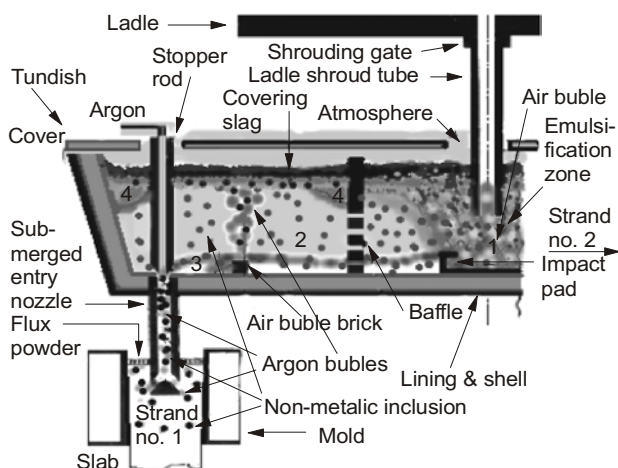 Ladle
Shrouding gate
Stopper
rod
Ladle shroud tube
Tundish
Covering
slag
Air buble
Argon
Atmosphere
Emulsi-
fification
zone
Cover
4
4
Sub-
merged
entry
nozzle
2
1
Strand
no. 2
3
Impact
pad
Flux
powder
Air buble brick
Baffle
Argon bubles
Lining & shell
Non-metalic inclusion
Strand
no. 1
Mold
Slab